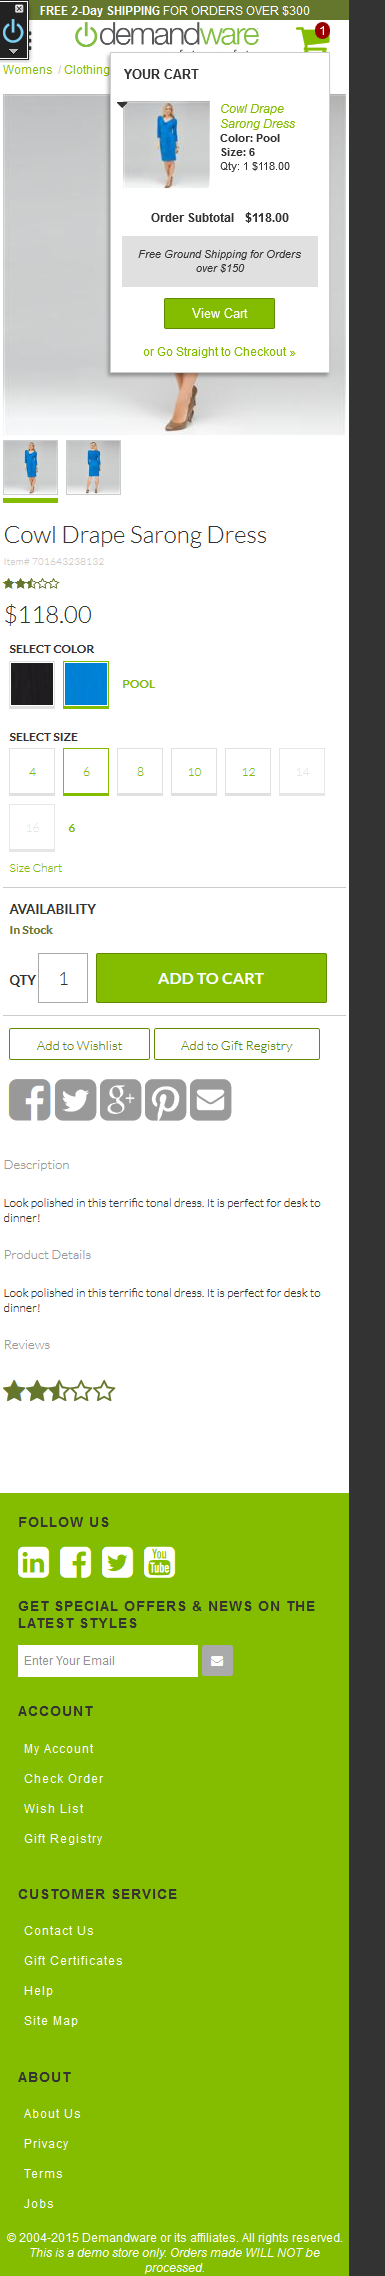 FREE 2-Day SHIPPING FOR ORDERS OVER $300
demandware
1
Womens / Clothing
YOUR CART
Cowl Drape
Sarong Dress
Color: Pool
Size: 6
Qty: 1 $118.00
Order Subtotal $118.00
Free Ground Shipping for Orders
over $150
View Cart
or Go Straight to Checkout »
Cowl Drape Sarong Dress
Item# 701643238132
$118.00
SELECT COLOR
POOL
SELECT SIZE
4 6 8 10 12 14
16 6
Size Chart
AVAILABILITY
In Stock
QTY 1 ADD TO CART
Add to Wishlist Add to Gift Registry
Description
Look polished in this terrific tonal dress. It is perfect for desk to
dinner!
Product Details
Look polished in this terrific tonal dress. It is perfect for desk to
dinner!
Reviews
FOLLOW US
You
Tube
GET SPECIAL OFFERS & NEWS ON THE
LATEST STYLES
Enter Your Email
ACCOUNT
My Account
Check Order
Wish List
Gift Registry
CUSTOMER SERVICE
Contact Us
Gift Certificates
Help
Site Map
ABOUT
About Us
Privacy
Terms
Jobs
© 2004-2015 Demandware or its affiliates. All rights reserved.
This is a demo store only. Orders made WILL NOT be
processed.